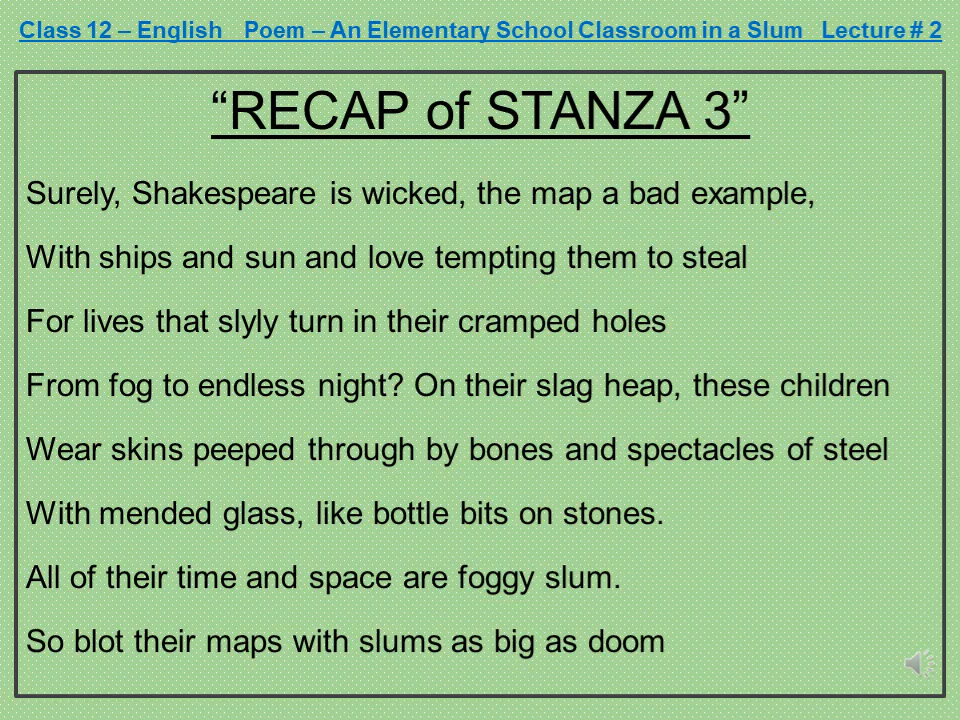 Class 12 – English   Poem – An Elementary School Classroom in a Slum   Lecture # 2
“RECAP of STANZA 3”
Surely, Shakespeare is wicked, the map a bad example,
With ships and sun and love tempting them to steal
For lives that slyly turn in their cramped holes
From fog to endless night? On their slag heap, these children
Wear skins peeped through by bones and spectacles of steel
With mended glass, like bottle bits on stones.
All of their time and space are foggy slum.
So blot their maps with slums as big as doom